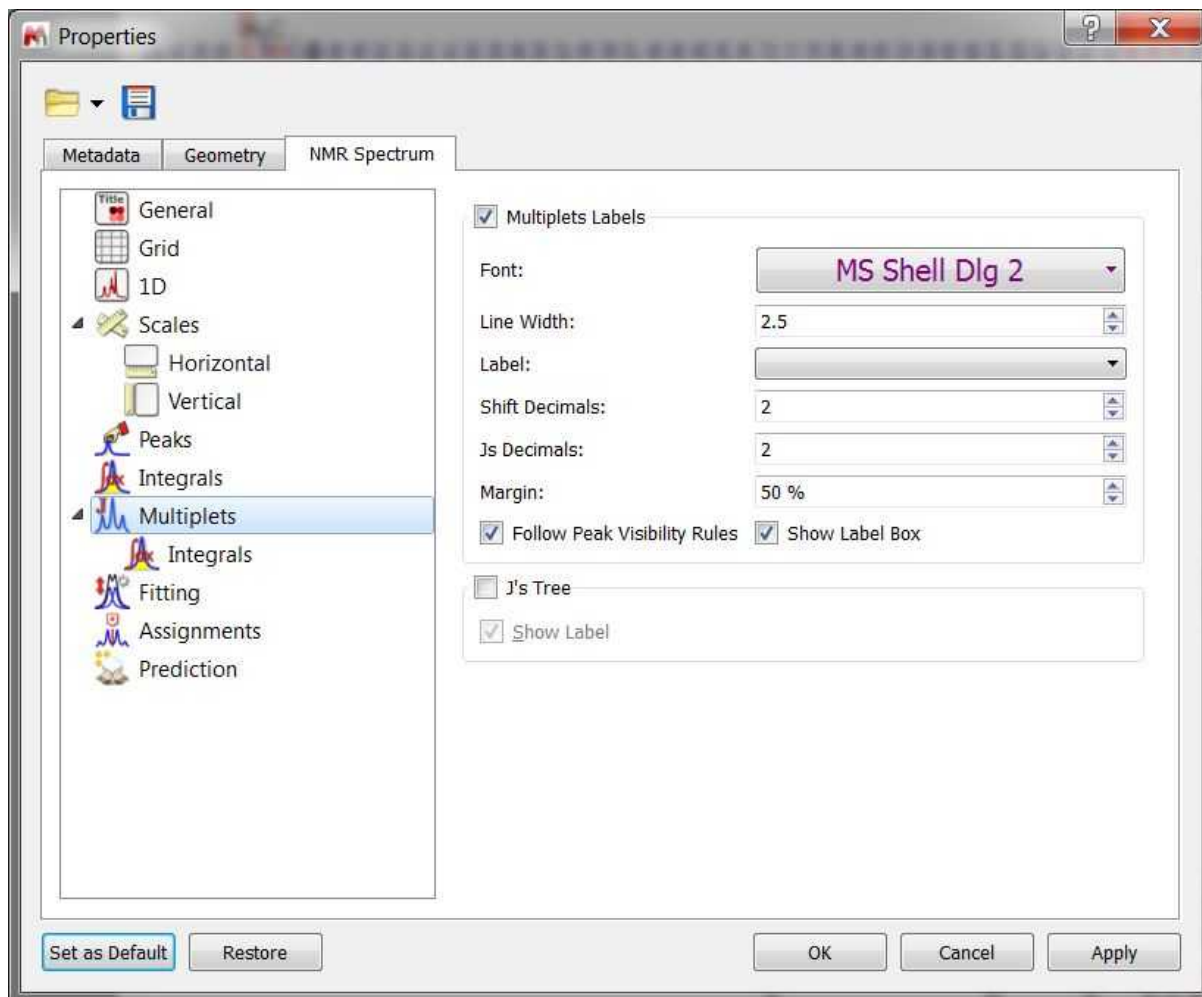 Properties
Metadata Geometry NMR Spectrum
Title
General
Grid
1D
Scales
Horizontal
Vertical
Peaks
Integrals
Multiplets
Integrals
Fitting
Assignments
Prediction
Multiplets Labels
Font: MS Shell Dlg 2
Line Width: 2.5
Label:
Shift Decimals: 2
Js Decimals: 2
Margin: 50 %
Follow Peak Visibility Rules Show Label Box
J's Tree
Show Label
Set as Default Restore OK Cancel Apply